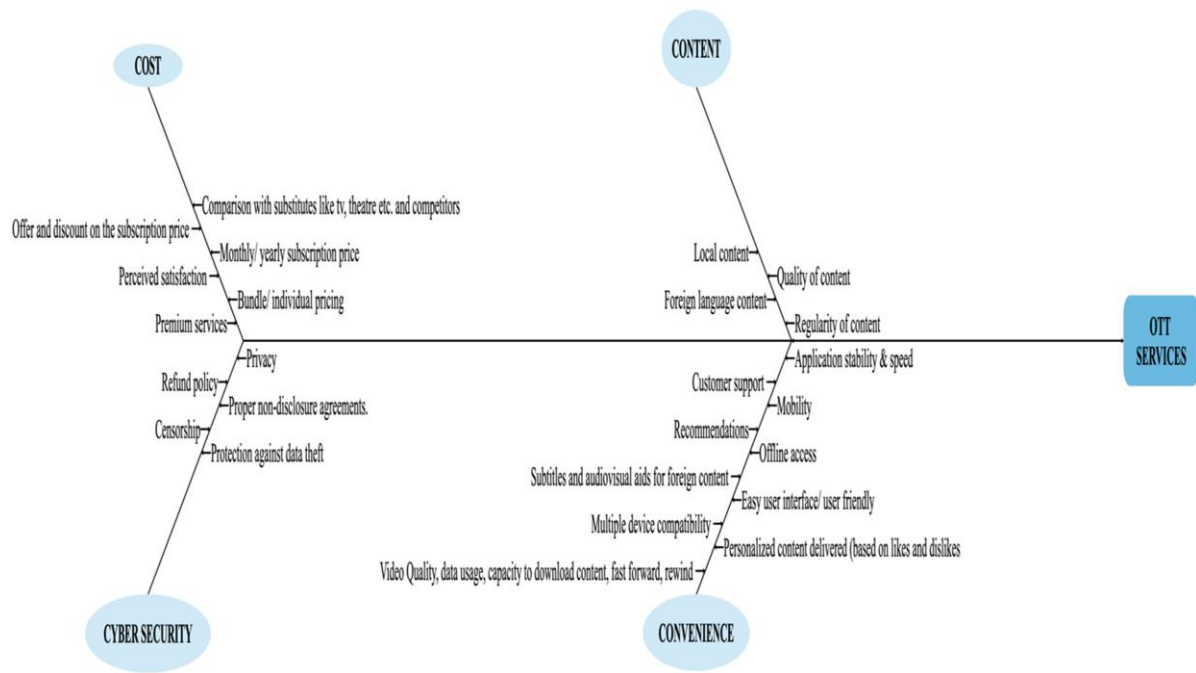 COST
CONTENT
Comparison with substitutes like tv, theatre etc. and competitors
Offer and discount on the subscription price
Monthly/ yearly subscription price
Perceived satisfaction
Bundle/ individual pricing
Premium services
Local content
Quality of content
Foreign language content
Regularity of content
OTT
SERVICES
Privacy
Refund policy
Proper non-disclosure agreements.
Censorship
Protection against data theft
Application stability & speed
Customer support
Mobility
Recommendations
Offline access
Subtitles and audiovisual aids for foreign content
Easy user interface/ user friendly
Multiple device compatibility
Personalized content delivered (based on likes and dislikes
Video Quality, data usage, capacity to download content, fast forward, rewind
CYBER SECURITY
CONVENIENCE